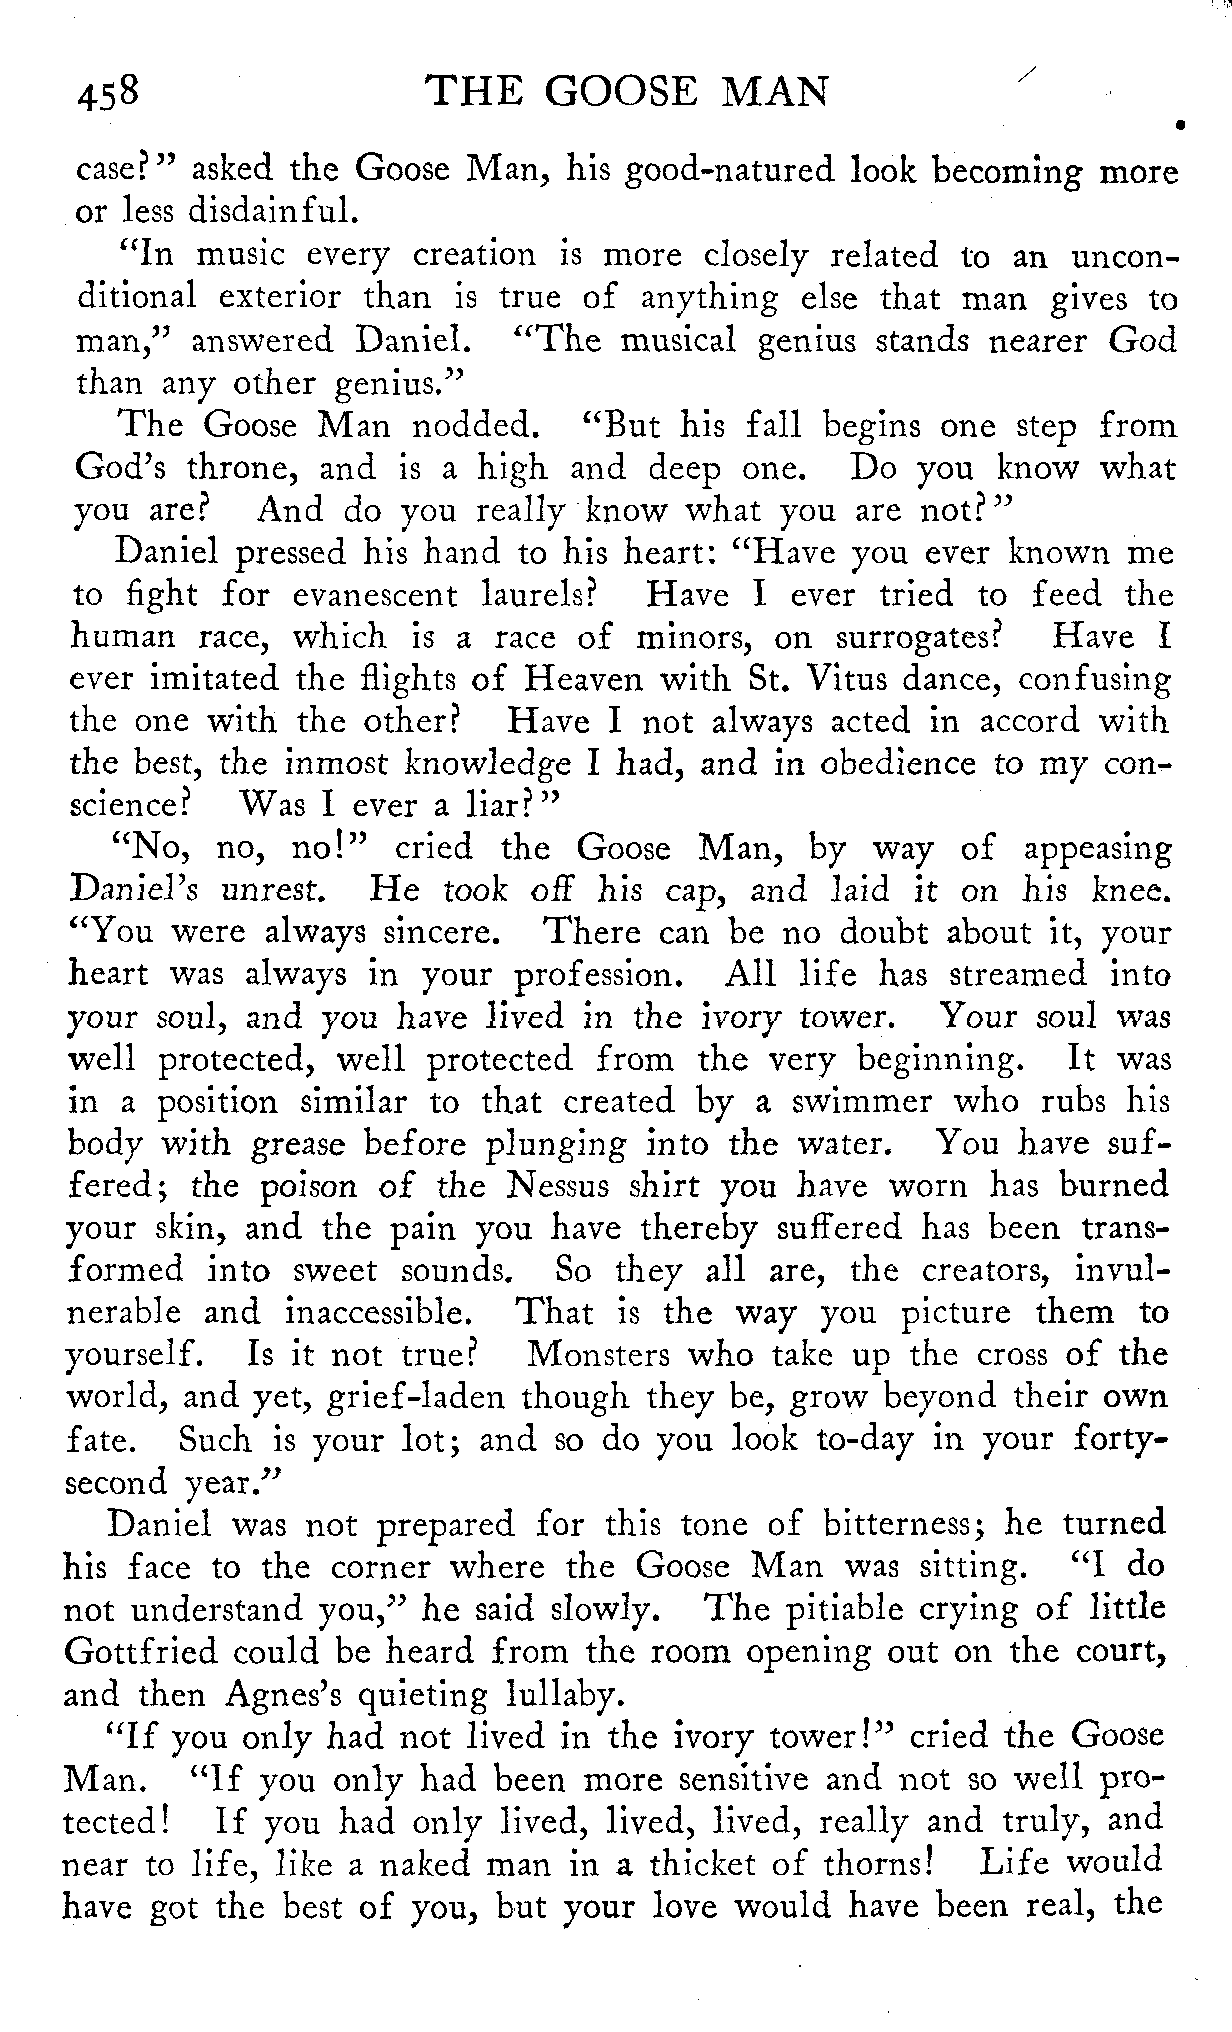 458 THE GOOSE MAN
case?" asked the Goose Man, his good-natured look becoming more
or less disdainful.
"In music every creation is more closely related to an uncon-
ditional exterior than is true of anything else that man gives to
man," answered Daniel. "The musical genius stands nearer God
than any other genius."
The Goose Man nodded. "But his fall begins one step from
God's throne, and is a high and deep one. Do you know what
you are? And do you really know what you are not?"
Daniel pressed his hand to his heart: "Have you ever known me
to fight for evanescent laurels? Have I ever tried to feed the
human race, which is a race of minors, on surrogates? Have I
ever imitated the flights of Heaven with St. Vitus dance, confusing
the one with the other? Have I not always acted in accord with
the best, the inmost knowledge I had, and in obedience to my con-
science? Was I ever a liar?"
"No, no, no!" cried the Goose Man, by way of appeasing
Daniel's unrest. He took off his cap, and laid it on his knee.
"You were always sincere. There can be no doubt about it, your
heart was always in your profession. All life has streamed into
your soul, and you have lived in the ivory tower. Your soul was
well protected, well protected from the very beginning. It was
in a position similar to that created by a swimmer who rubs his
body with grease before plunging into the water. You have suf-
fered; the poison of the Nessus shirt you have worn has burned
your skin, and the pain you have thereby suffered has been trans-
formed into sweet sounds. So they all are, the creators, invul-
nerable and inaccessible. That is the way you picture them to
yourself. Is it not true? Monsters who take up the cross of the
world, and yet, grief-laden though they be, grow beyond their own
fate. Such is your lot; and so do you look to-day in your forty-
second year."
Daniel was not prepared for this tone of bitterness; he turned
his face to the corner where the Goose Man was sitting. "I do
not understand you," he said slowly. The pitiable crying of little
Gottfried could be heard from the room opening out on the court,
and then Agnes's quieting lullaby.
"If you only had not lived in the ivory tower!" cried the Goose
Man. "If you only had been more sensitive and not so well pro-
tected! If you had only lived, lived, lived, really and truly, and
near to life, like a naked man in a thicket of thorns! Life would
have got the best of you, but your love would have been real, the